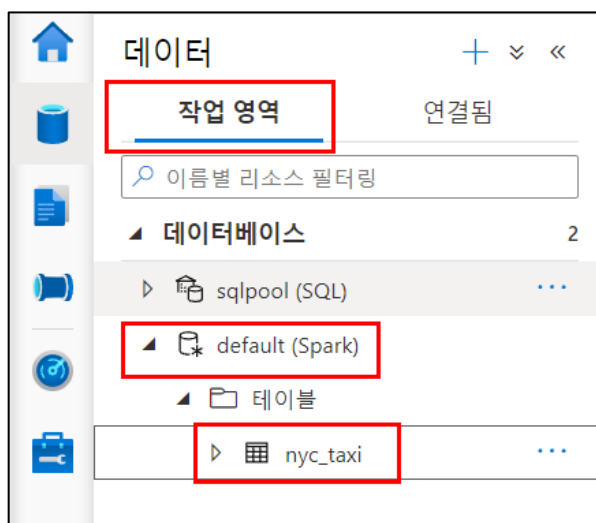 데이터
작업 영역 연결됨
이름별 리소스 필터링
데이터베이스 2
sqlpool (SQL) ...
default (Spark)
테이블
nyc_taxi ...